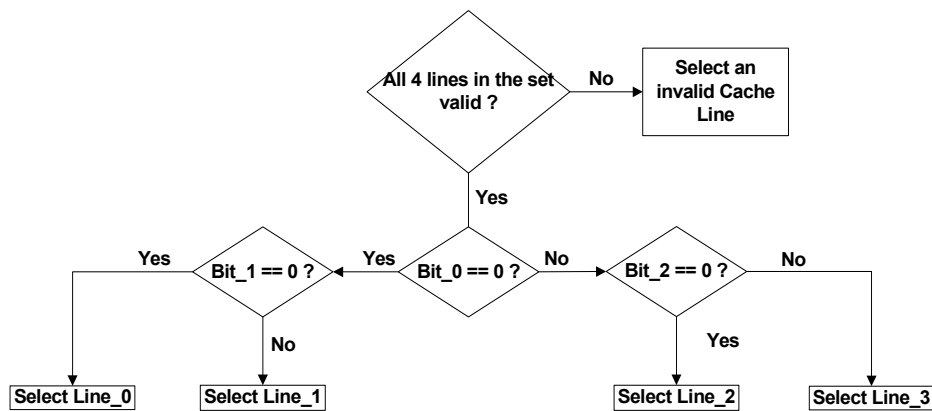 All 4 lines in the set
valid ?
No
Select an
invalid Cache
Line
Yes
Yes
Bit_1 == 0 ?
Yes
Bit_0 == 0 ?
No
Bit_2 == 0 ?
No
No
Yes
Select Line_0
Select Line_1
Select Line_2
Select Line_3